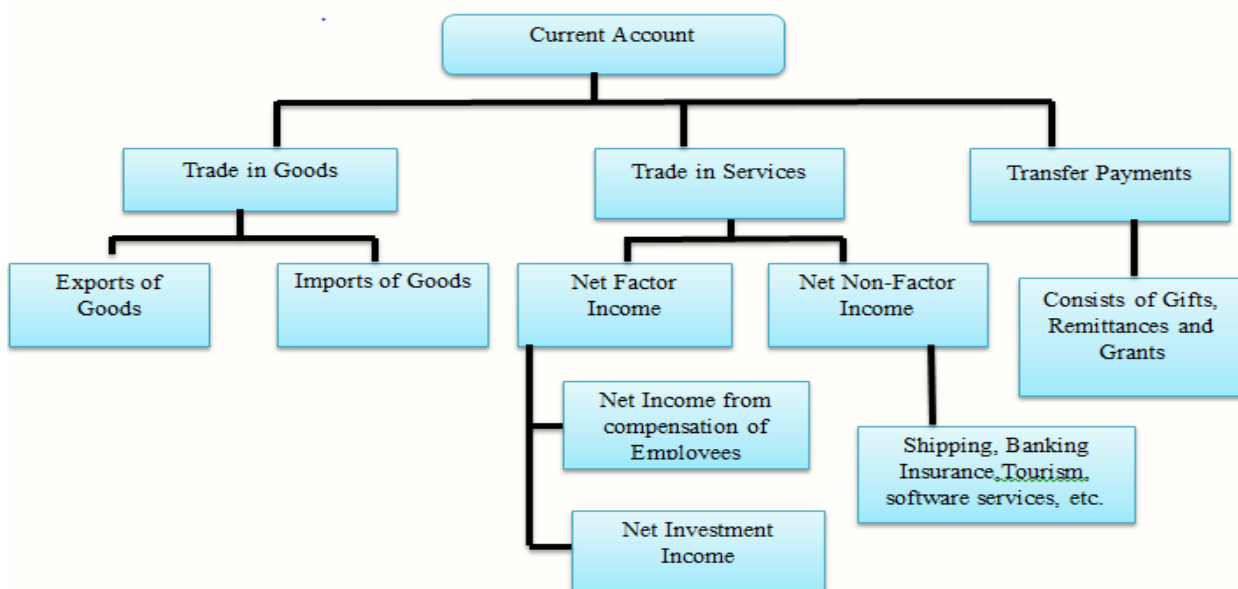 Current Account
Trade in Goods
Trade in Services
Transfer Payments
Exports of
Goods
Imports of Goods
Net Factor
Income
Net Non-Factor
Income
Consists of Gifts,
Remittances and
Grants
Net Income from
compensation of
Employees
Shipping, Banking
Insurance,Tourism,
software services, etc.
Net Investment
Income